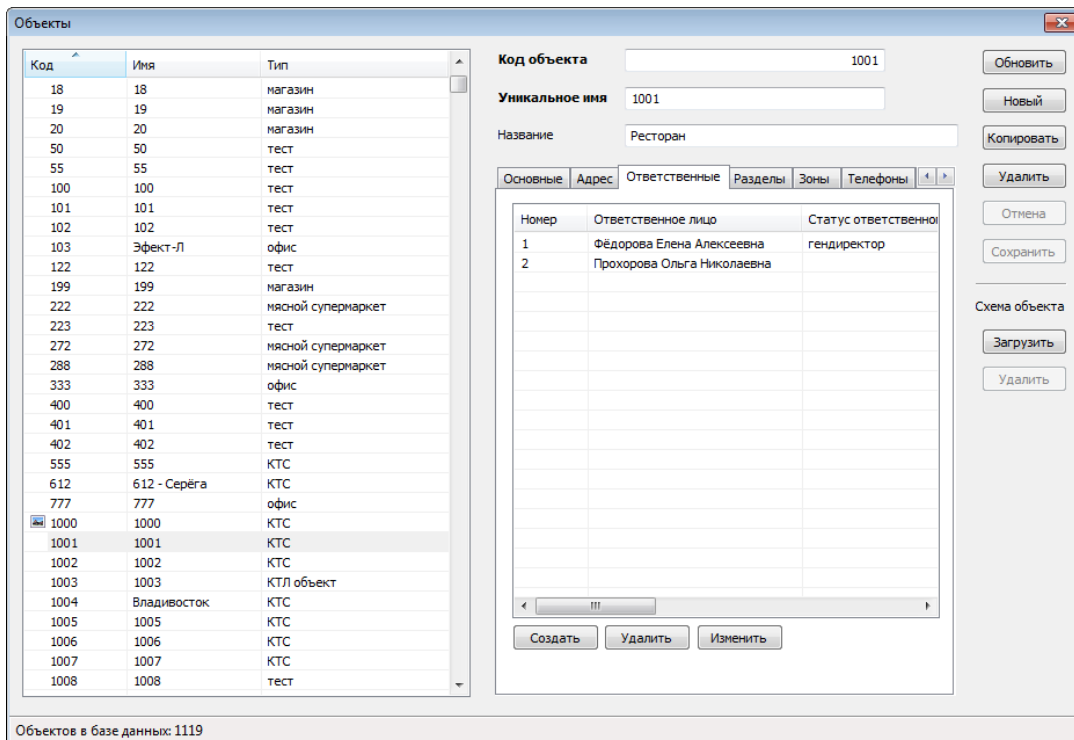 Объекты
Код Имя Тип
18 18 магазин
19 19 магазин
20 20 магазин
50 50 тест
55 55 тест
100 100 тест
101 101 тест
102 102 тест
103 Эфект-Л офис
122 122 тест
199 199 магазин
222 222 мясной супермаркет
223 223 тест
272 272 мясной супермаркет
288 288 мясной супермаркет
333 333 офис
400 400 тест
401 401 тест
402 402 тест
555 555 КТС
612 612 - Серёга КТС
777 777 офис
1000 1000 КТС
1001 1001 КТС
1002 1002 КТС
1003 1003 КТЛ объект
1004 Владивосток КТС
1005 1005 КТС
1006 1006 КТС
1007 1007 КТС
1008 1008 тест
Код объекта 1001
Уникальное имя 1001
Название Ресторан
Основные Адрес Ответственные Разделы Зоны Телефоны
Номер Ответственное лицо Статус ответственног
1 Фёдорова Елена Алексеевна гендиректор
2 Прохорова Ольга Николаевна
Создать Удалить Изменить
Обновить
Новый
Копировать
Удалить
Отмена
Сохранить
Схема объекта
Загрузить
Удалить
Объектов в базе данных: 1119